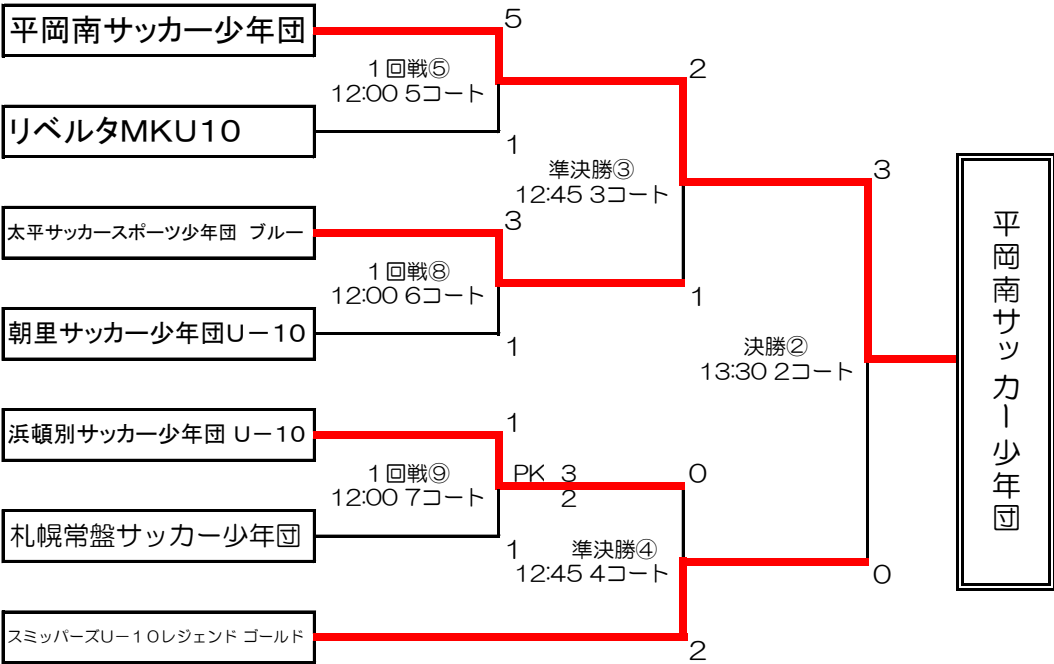 平岡南サッカー少年団
5
1回戦⑤
12:00 5コート
2
リベルタMKU10
1
準決勝③
12:45 3コート
3
太平サッカースポーツ少年団 ブルー
3
1回戦⑧
12:00 6コート
1
朝里サッカー少年団U－10
1
決勝②
13:30 2コート
平岡南サッカー少年団
浜頓別サッカー少年団 U－10
1
1回戦⑨
12:00 7コート
PK 3
2
0
札幌常盤サッカー少年団
1
準決勝④
12:45 4コート
0
スミッパーズU－10レジェンド ゴールド
2